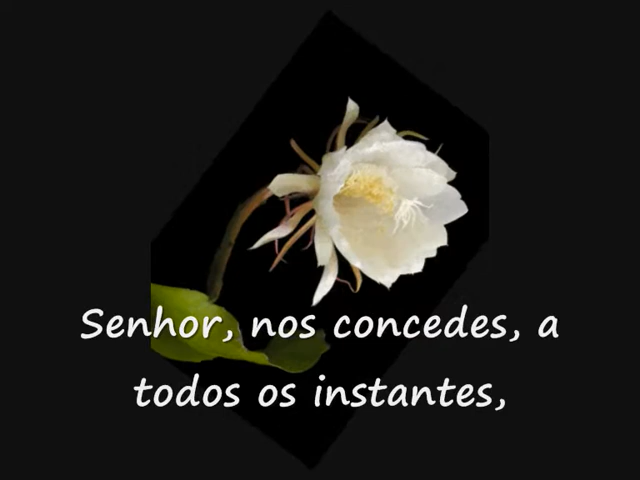 Senhor, nos concedes, a
todos os instantes,